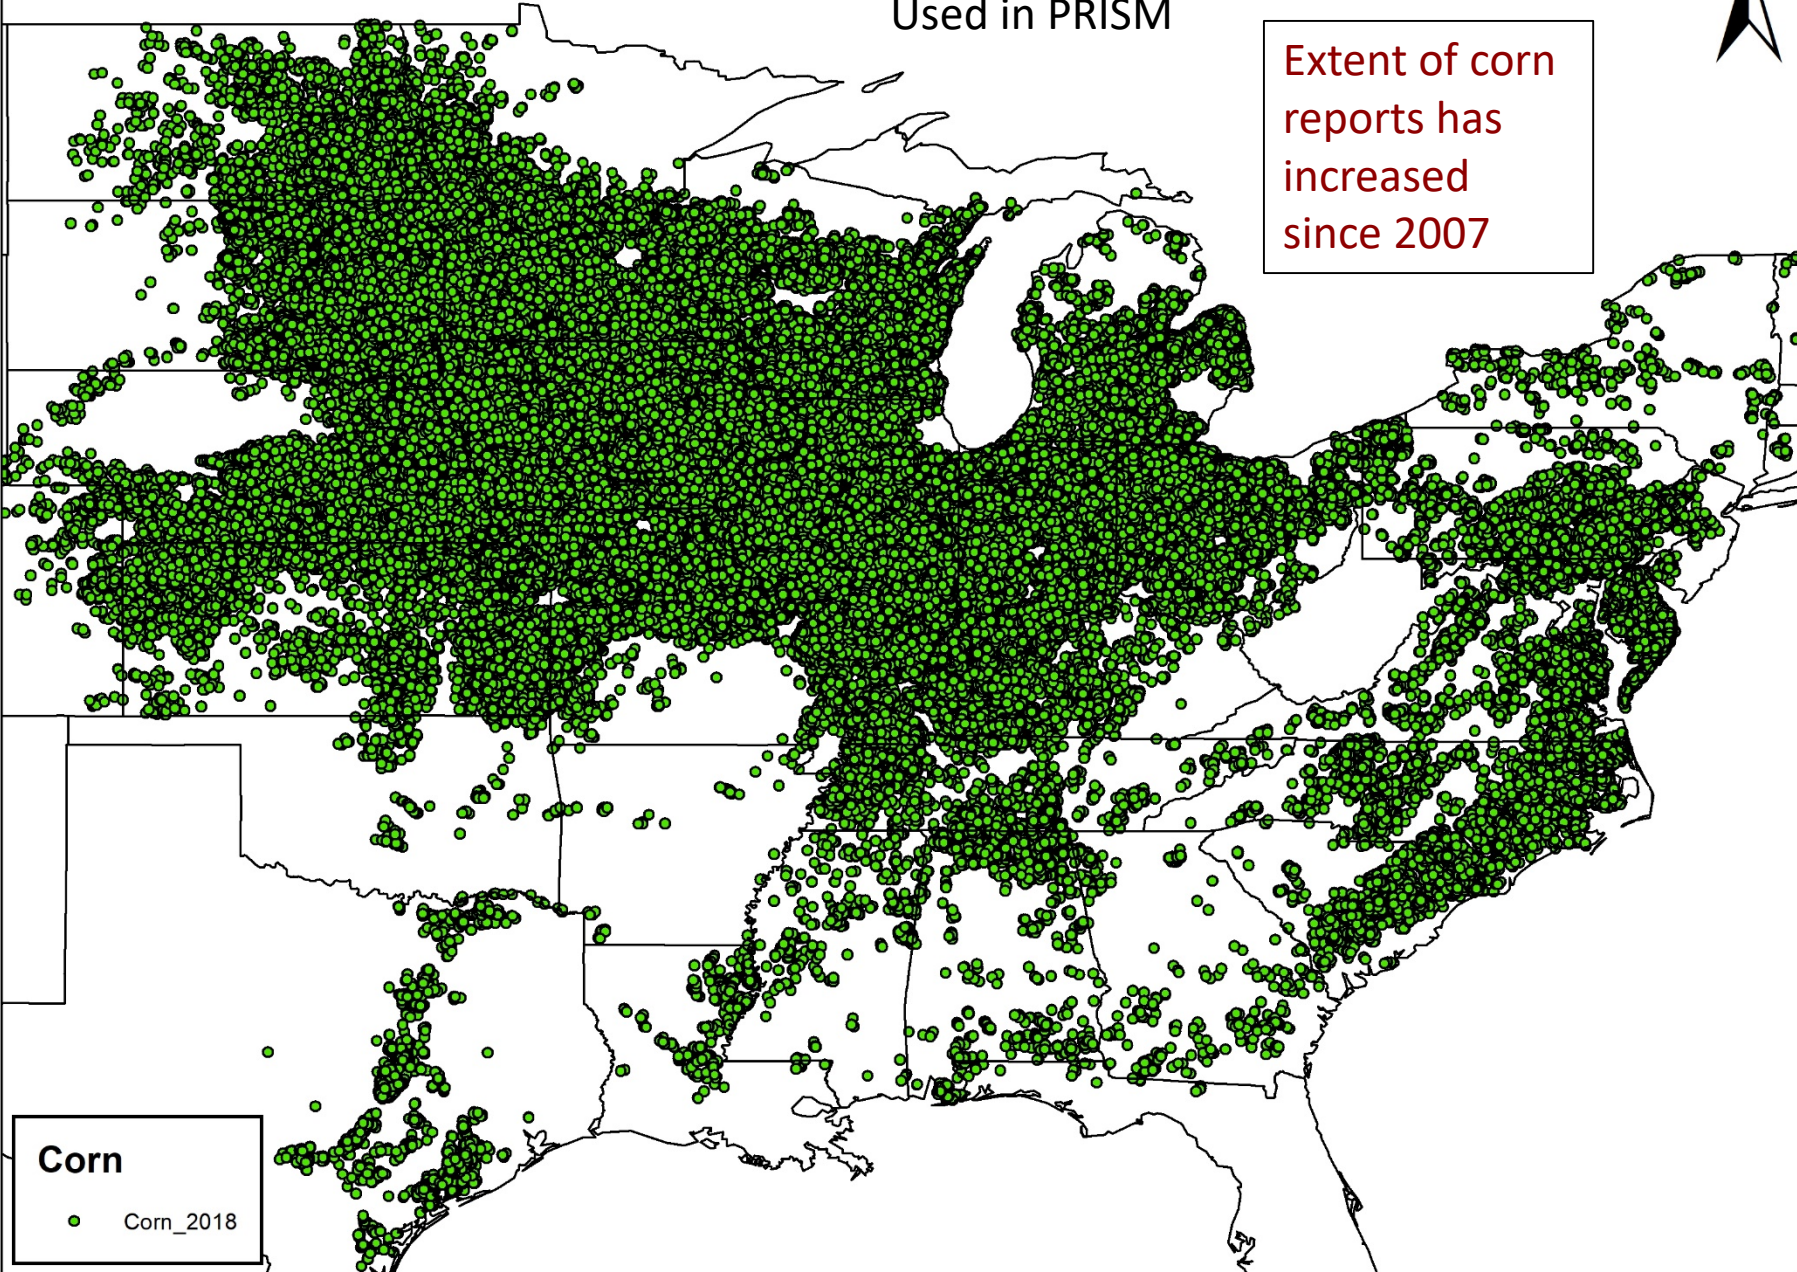 Used in PRISM
Extent of corn
reports has
increased
since 2007
Corn
Corn_2018